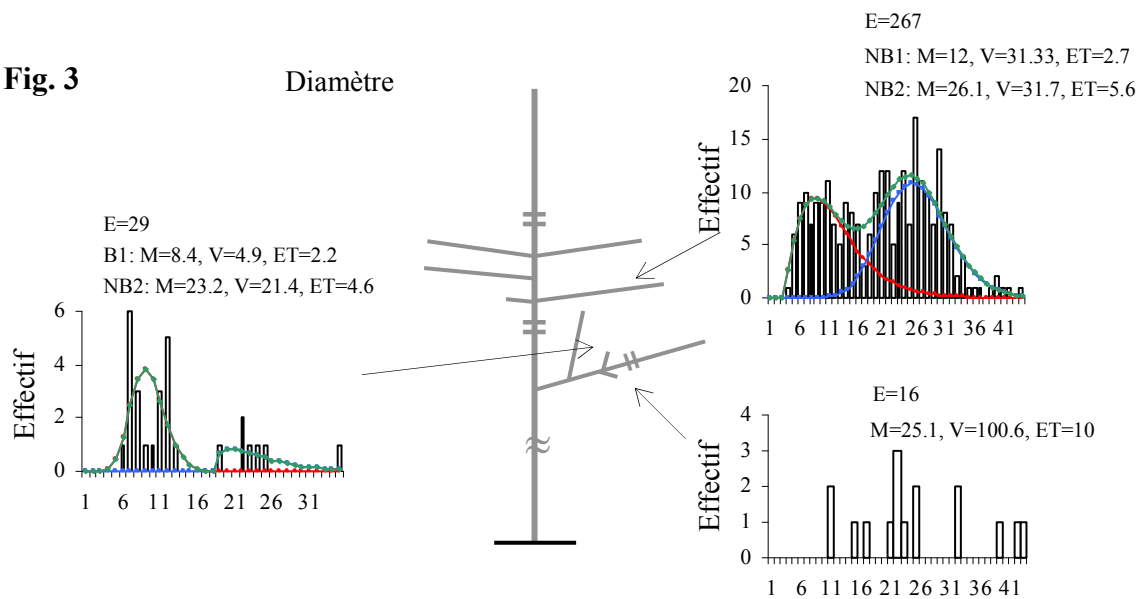 Fig. 3
Diamètre
E=267
NB1: M=12, V=31.33, ET=2.7
NB2: M=26.1, V=31.7, ET=5.6
Effectif
20
15
10
5
0
1 6 11 16 21 26 31 36 41
E=29
B1: M=8.4, V=4.9, ET=2.2
NB2: M=23.2, V=21.4, ET=4.6
Effectif
6
4
2
0
1 6 11 16 21 26 31
≈
E=16
M=25.1, V=100.6, ET=10
Effectif
4
3
2
1
0
1 6 11 16 21 26 31 36 41